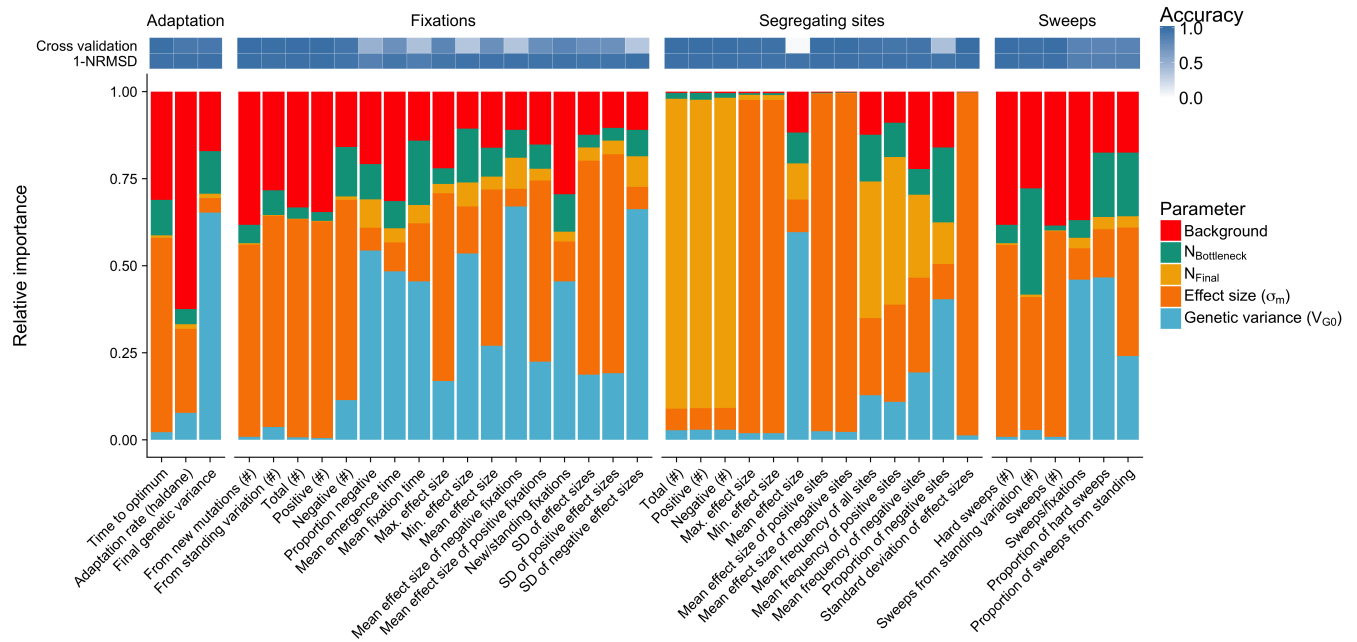 Adaptation
Fixations
Segregating sites
Sweeps
Accuracy
Cross validation
1-NRMSD
1.0
0.5
0.0
Relative importance
1.00
0.75
0.50
0.25
0.00
Parameter
Background
NBottleneck
NFinal
Effect size (σm)
Genetic variance (VG0)
Time to optimum
Adaptation rate (haldane)
Final genetic variance
From new mutations (#)
From standing variation (#)
Total (#)
Positive (#)
Negative (#)
Proportion negative
Mean emergence time
Mean fixation time
Max. effect size
Min. effect size
Mean effect size
Mean effect size of negative fixations
Mean effect size of positive fixations
New/standing fixations
SD of effect sizes
SD of positive effect sizes
SD of negative effect sizes
Total (#)
Positive (#)
Negative (#)
Max. effect size
Min. effect size
Mean effect size
Mean effect size of positive sites
Mean effect size of negative sites
Mean frequency of all sites
Mean frequency of positive sites
Mean frequency of negative sites
Proportion of negative sites
Standard deviation of effect sizes
Hard sweeps (#)
Sweeps from standing variation (#)
Sweeps (#)
Sweeps/fixations
Proportion of hard sweeps
Proportion of sweeps from standing